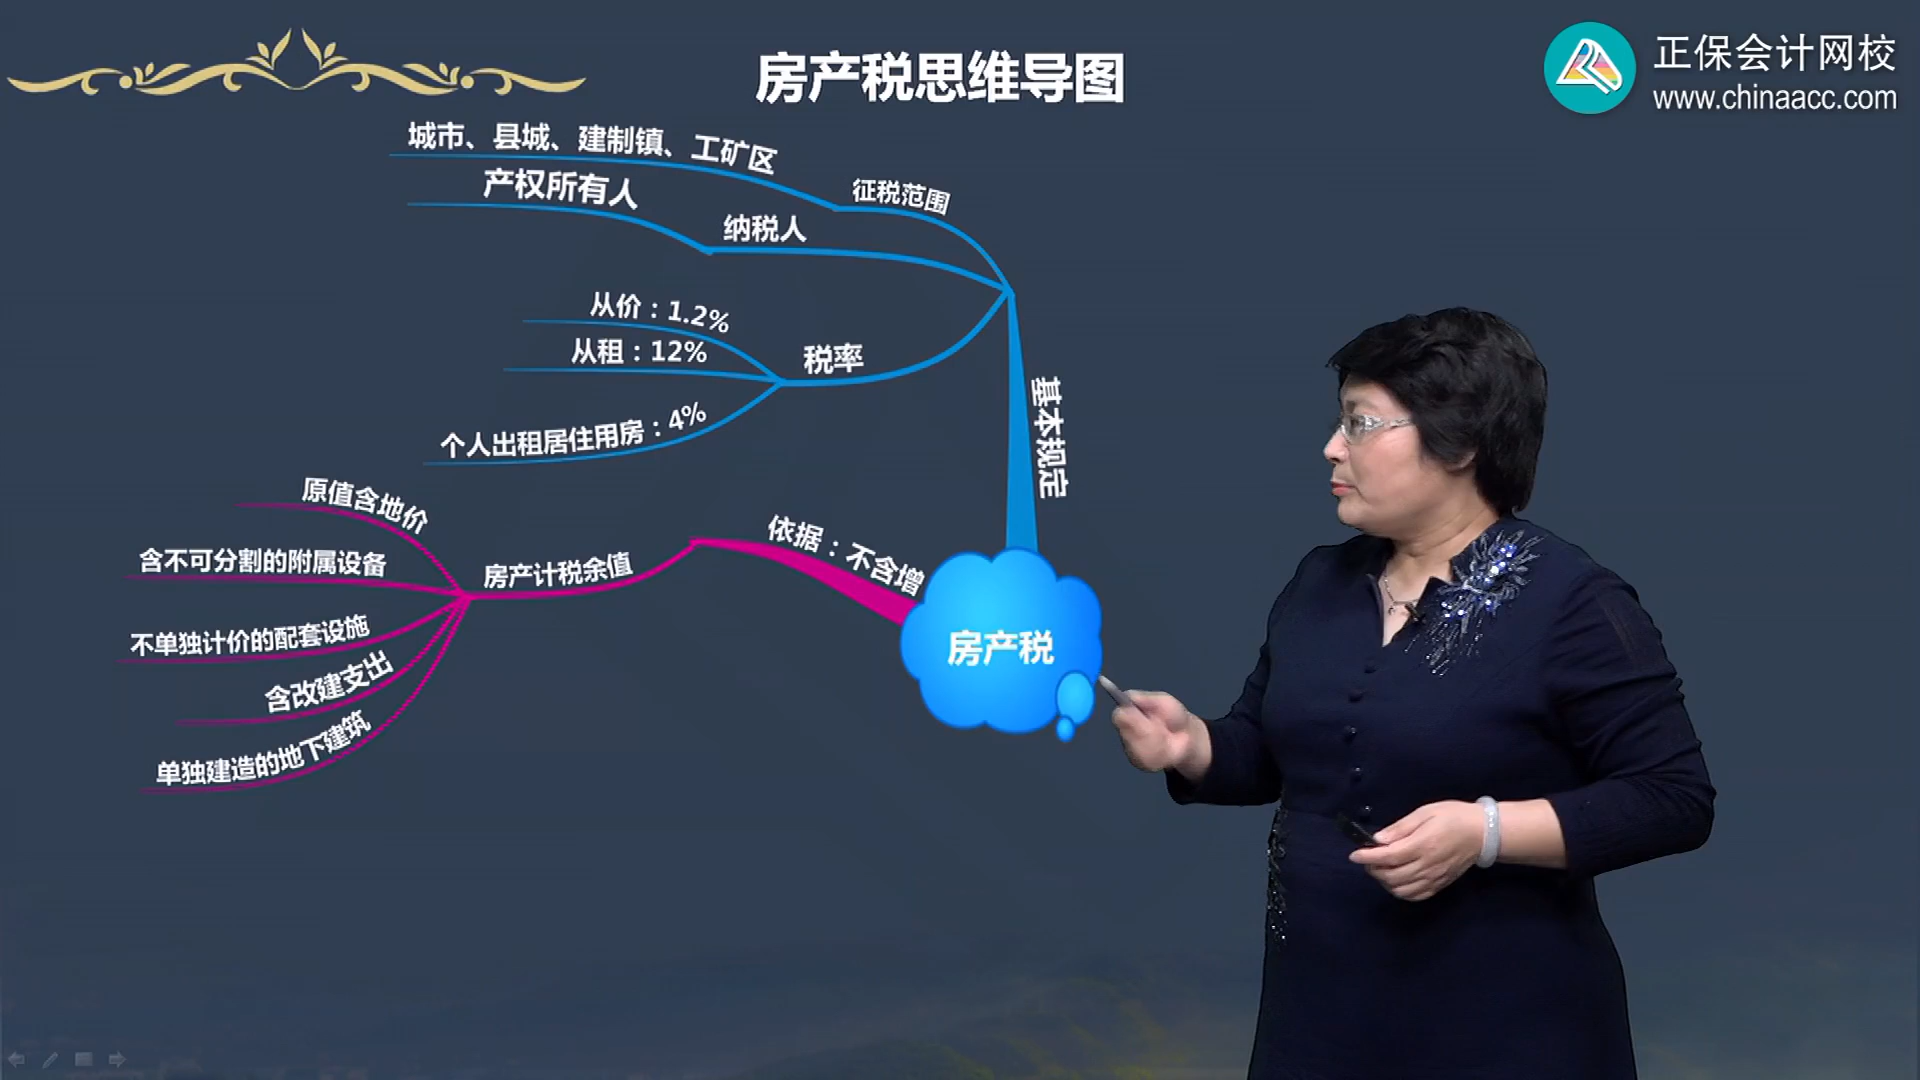 房产税思维导图
正保会计网校
www.chinaacc.com
城市、县城、建制镇、工矿区
征税范围
产权所有人
纳税人
从价：1.2%
从租：12%
税率
个人出租居住用房：4%
基本规定
原值含地价
含不可分割的附属设备
房产计税余值
依据：不含增
不单独计价的配套设施
含改建支出
单独建造的地下建筑
房产税